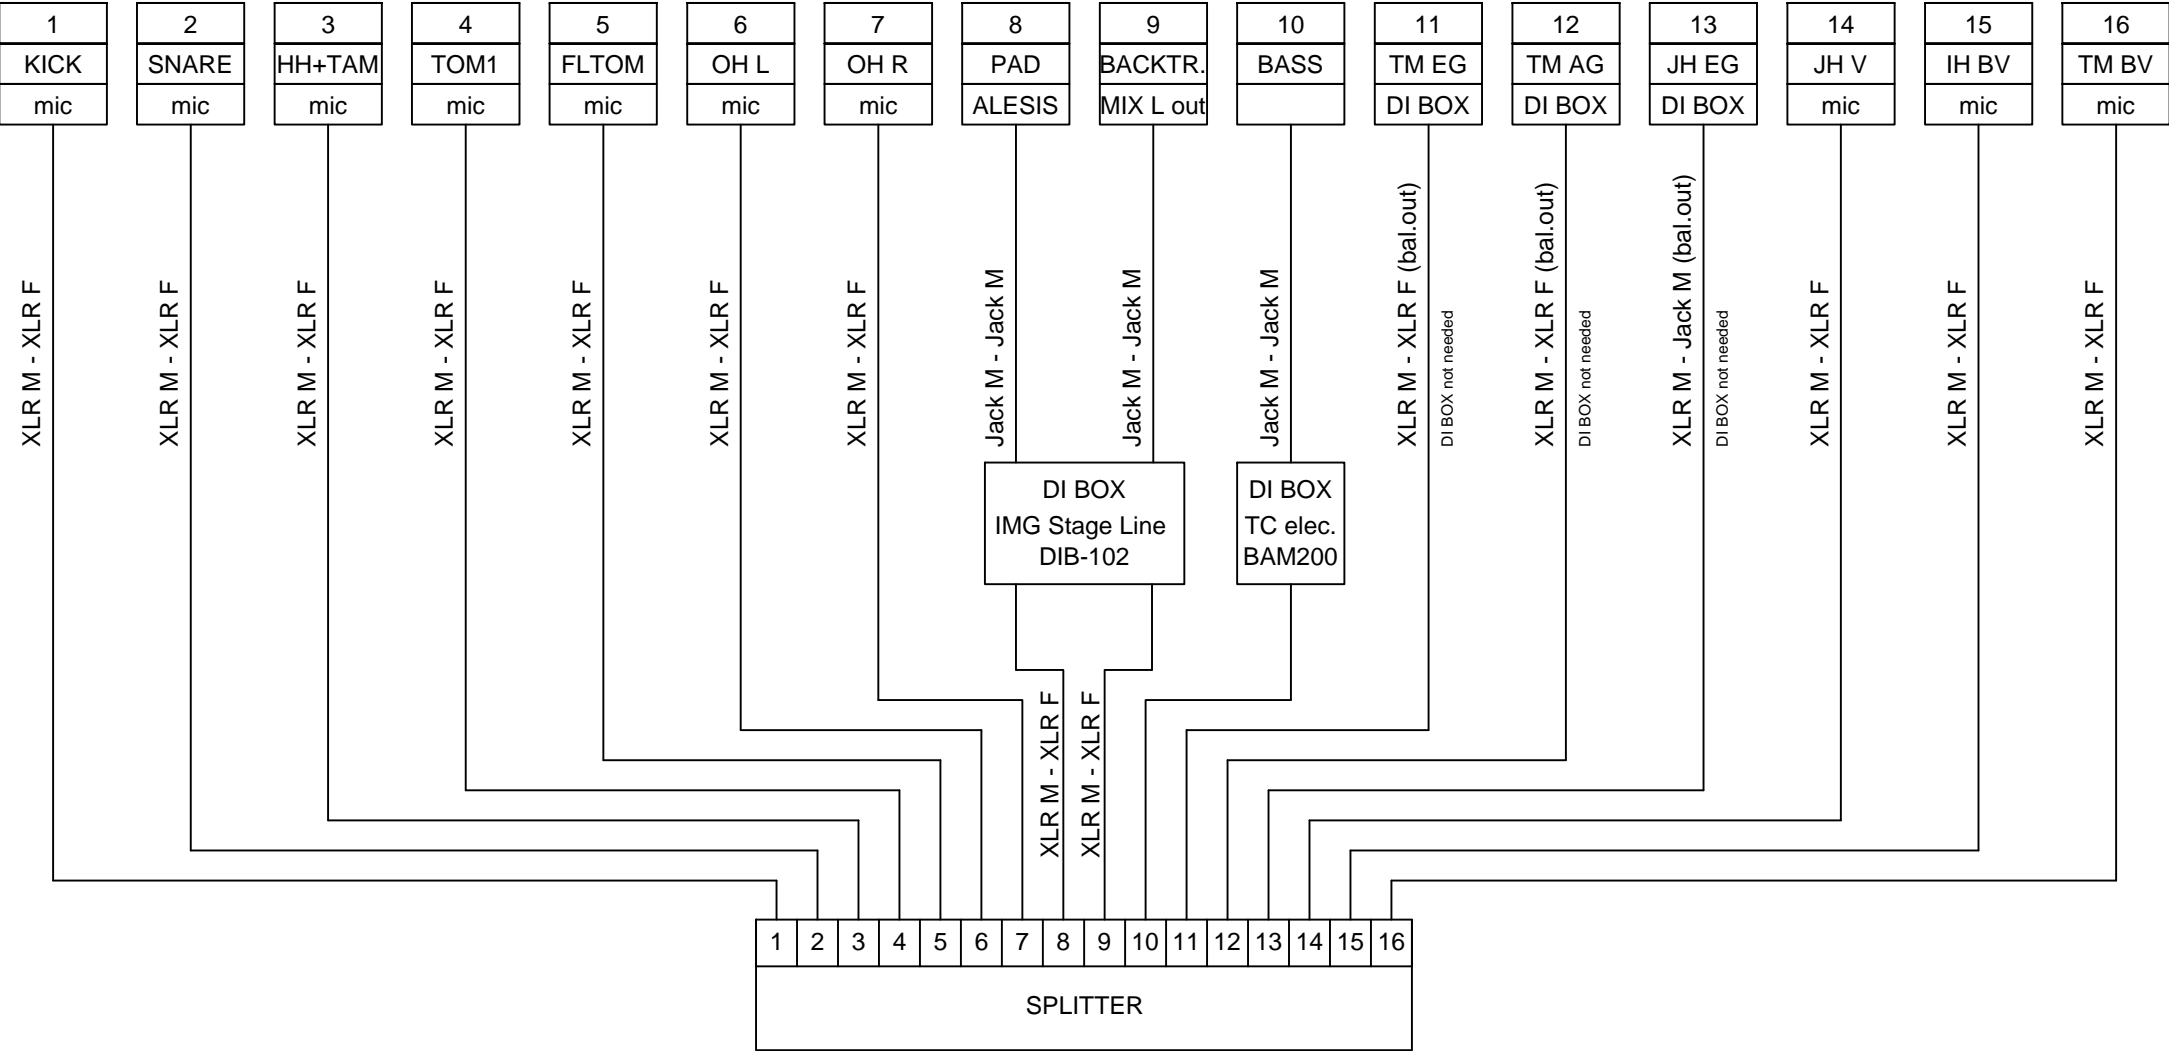 1 2 3 4 5 6 7 8 9 10 11 12 13 14 15 16
KICK SNARE HH+TAM TOM1 FLTOM OH L OH R PAD BACKTR. BASS TM EG TM AG JH EG JH V IH BV TM BV
mic mic mic mic mic mic mic ALESIS MIX L out DI BOX DI BOX DI BOX mic mic mic
XLR M - XLR F
XLR M - XLR F
XLR M - XLR F
XLR M - XLR F
XLR M - XLR F
XLR M - XLR F
XLR M - XLR F
Jack M - Jack M
Jack M - Jack M
Jack M - Jack M
XLR M - XLR F (bal.out)
DI BOX not needed
XLR M - XLR F (bal.out)
DI BOX not needed
XLR M - Jack M (bal.out)
DI BOX not needed
XLR M - XLR F
XLR M - XLR F
XLR M - XLR F
DI BOX
IMG Stage Line
DIB-102
DI BOX
TC elec.
BAM200
XLR M - XLR F
XLR M - XLR F
1 2 3 4 5 6 7 8 9 10 11 12 13 14 15 16
SPLITTER